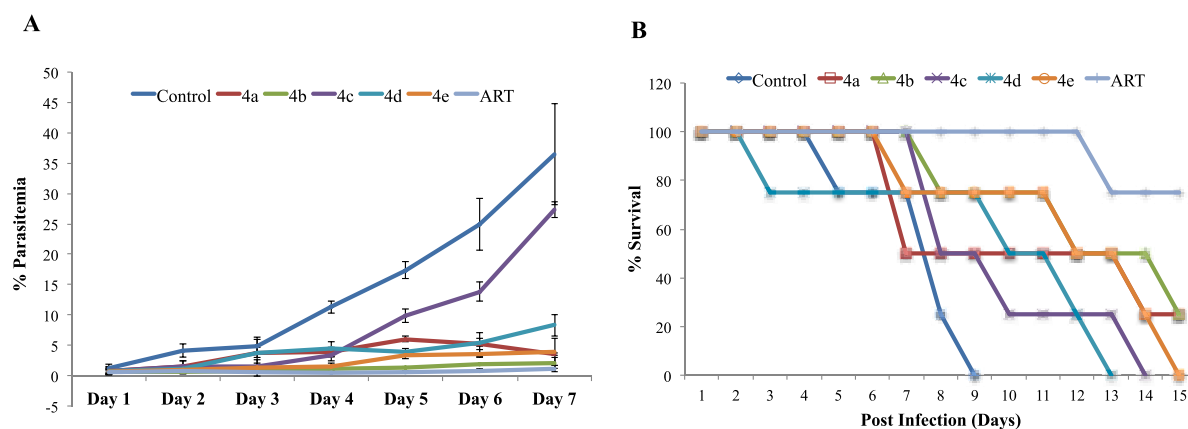 A
% Parasitemia
50
45
40
35
30
25
20
15
10
5
0
-5
Control 4a 4b 4c 4d 4e ART
Day 1 Day 2 Day 3 Day 4 Day 5 Day 6 Day 7
B
% Survival
120
100
80
60
40
20
0
Control 4a 4b 4c 4d 4e ART
1 2 3 4 5 6 7 8 9 10 11 12 13 14 15
Post Infection (Days)